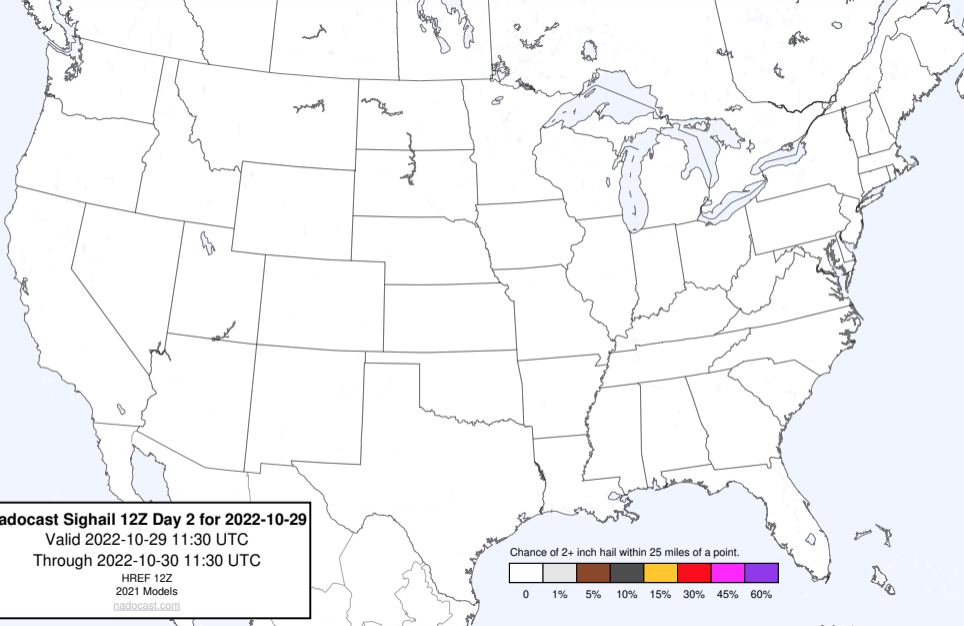 adocast Sighail 12Z Day 2 for 2022-10-29
Valid 2022-10-29 11:30 UTC
Through 2022-10-30 11:30 UTC
HREF 12Z
2021 Models
nadocast.com
Chance of 2+ inch hail within 25 miles of a point.
0 1% 5% 10% 15% 30% 45% 60%